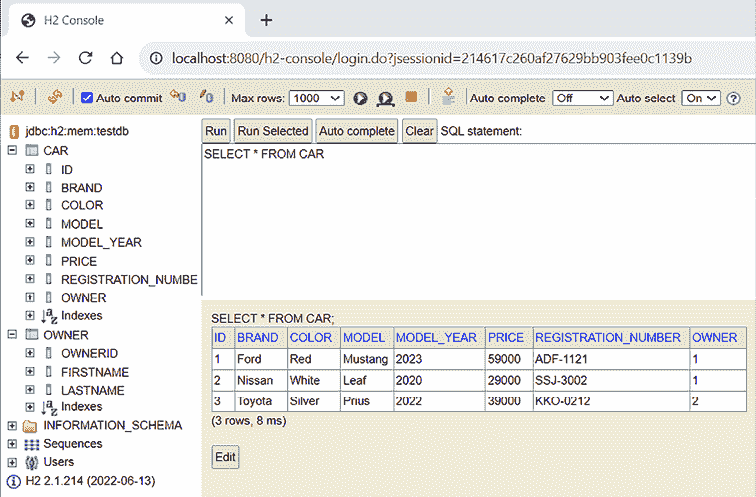 H2 Console
localhost:8080/h2-console/login.do?jsessionid=214617c260af27629bb903fee0c1139b
Auto commit Max rows: 1000 Auto complete Off Auto select On
jdbc:h2:mem:testdb
CAR
ID
BRAND
COLOR
MODEL
MODEL_YEAR
PRICE
REGISTRATION_NUMBE
OWNER
Indexes
OWNER
OWNERID
FIRSTNAME
LASTNAME
Indexes
INFORMATION_SCHEMA
Sequences
Users
H2 2.1.214 (2022-06-13)
Run Run Selected Auto complete Clear SQL statement:
SELECT * FROM CAR
SELECT * FROM CAR;
ID BRAND COLOR MODEL MODEL_YEAR PRICE REGISTRATION_NUMBER OWNER
1 Ford Red Mustang 2023 59000 ADF-1121 1
2 Nissan White Leaf 2020 29000 SSJ-3002 1
3 Toyota Silver Prius 2022 39000 KKO-0212 2
(3 rows, 8 ms)
Edit